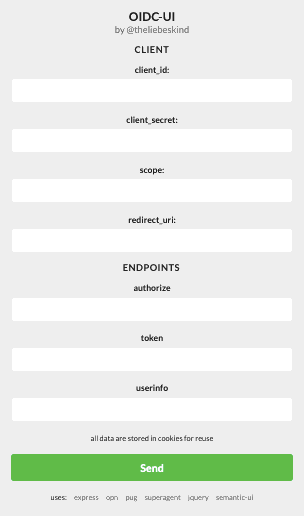 OIDC-UI
by @theliebeskind
CLIENT
client_id:
client_secret:
scope:
redirect_uri:
ENDPOINTS
authorize
token
userinfo
all data are stored in cookies for reuse
Send
uses: express opn pug superagent jquery semantic-ui